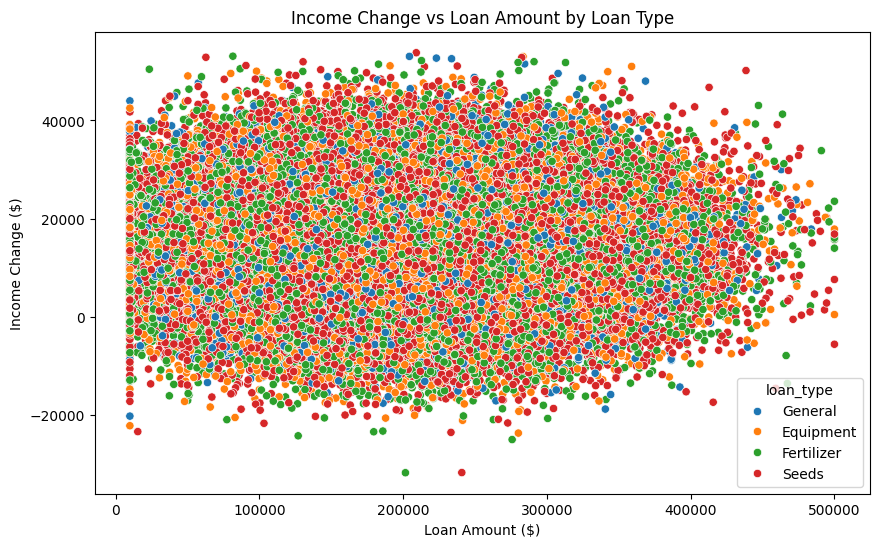 Income Change vs Loan Amount by Loan Type
Income Change ($)
40000
20000
0
−20000
0
100000
200000
300000
400000
500000
Loan Amount ($)
loan_type
General
Equipment
Fertilizer
Seeds